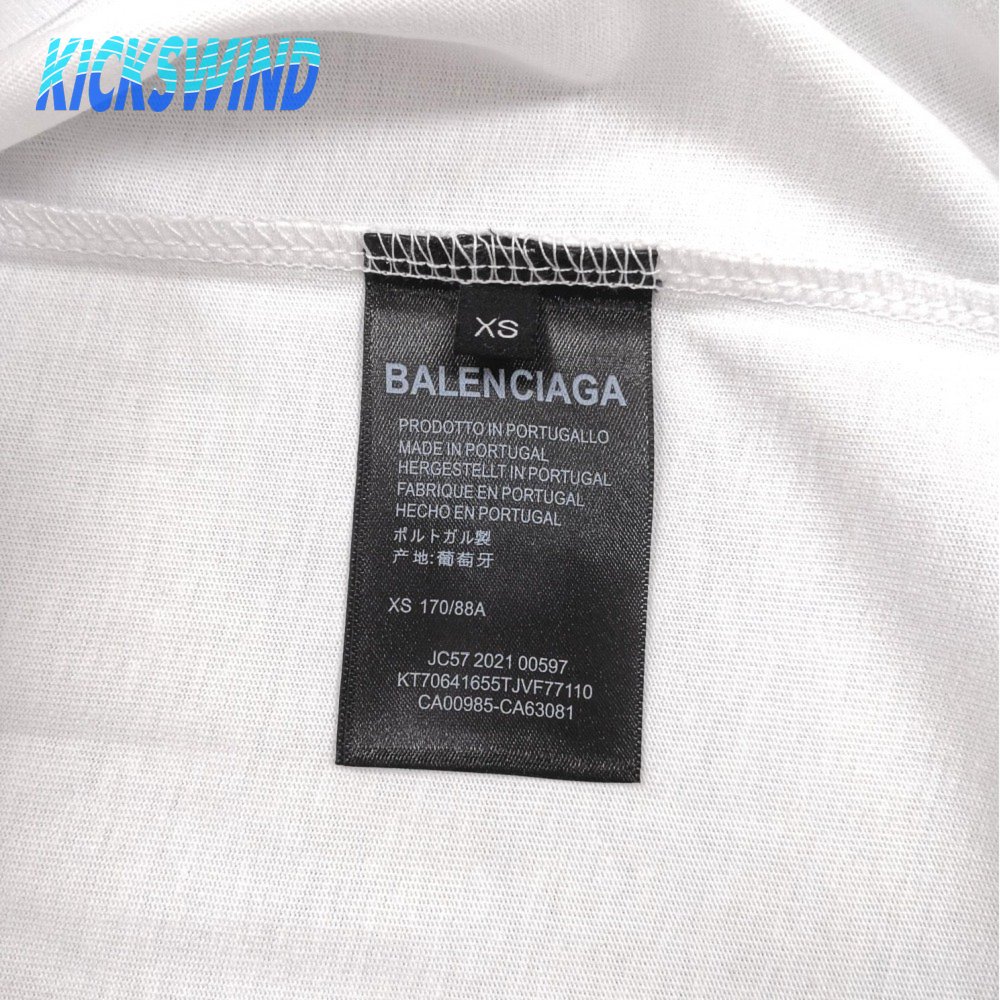 KICKSWIND
XS
BALENCIAGA
PRODOTTO IN PORTUGALLO
MADE IN PORTUGAL
HERGESTELLT IN PORTUGAL
FABRIQUE EN PORTUGAL
HECHO EN PORTUGAL
ポルトガル製
产地:葡萄牙
XS 170/88A
JC57 2021 00597
KT70641655TJVF77110
CA00985-CA63081